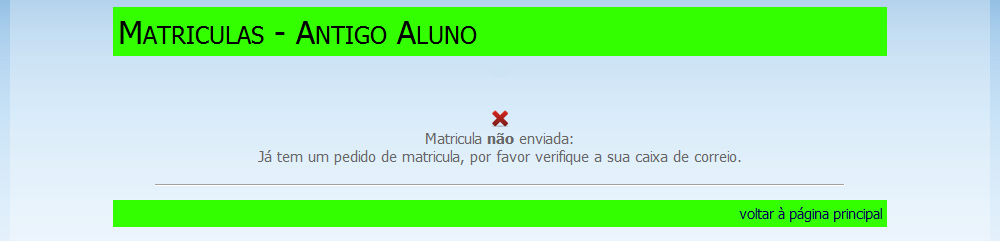 Matriculas - Antigo Aluno
Matricula não enviada:
Já tem um pedido de matricula, por favor verifique a sua caixa de correio.
voltar à página principal